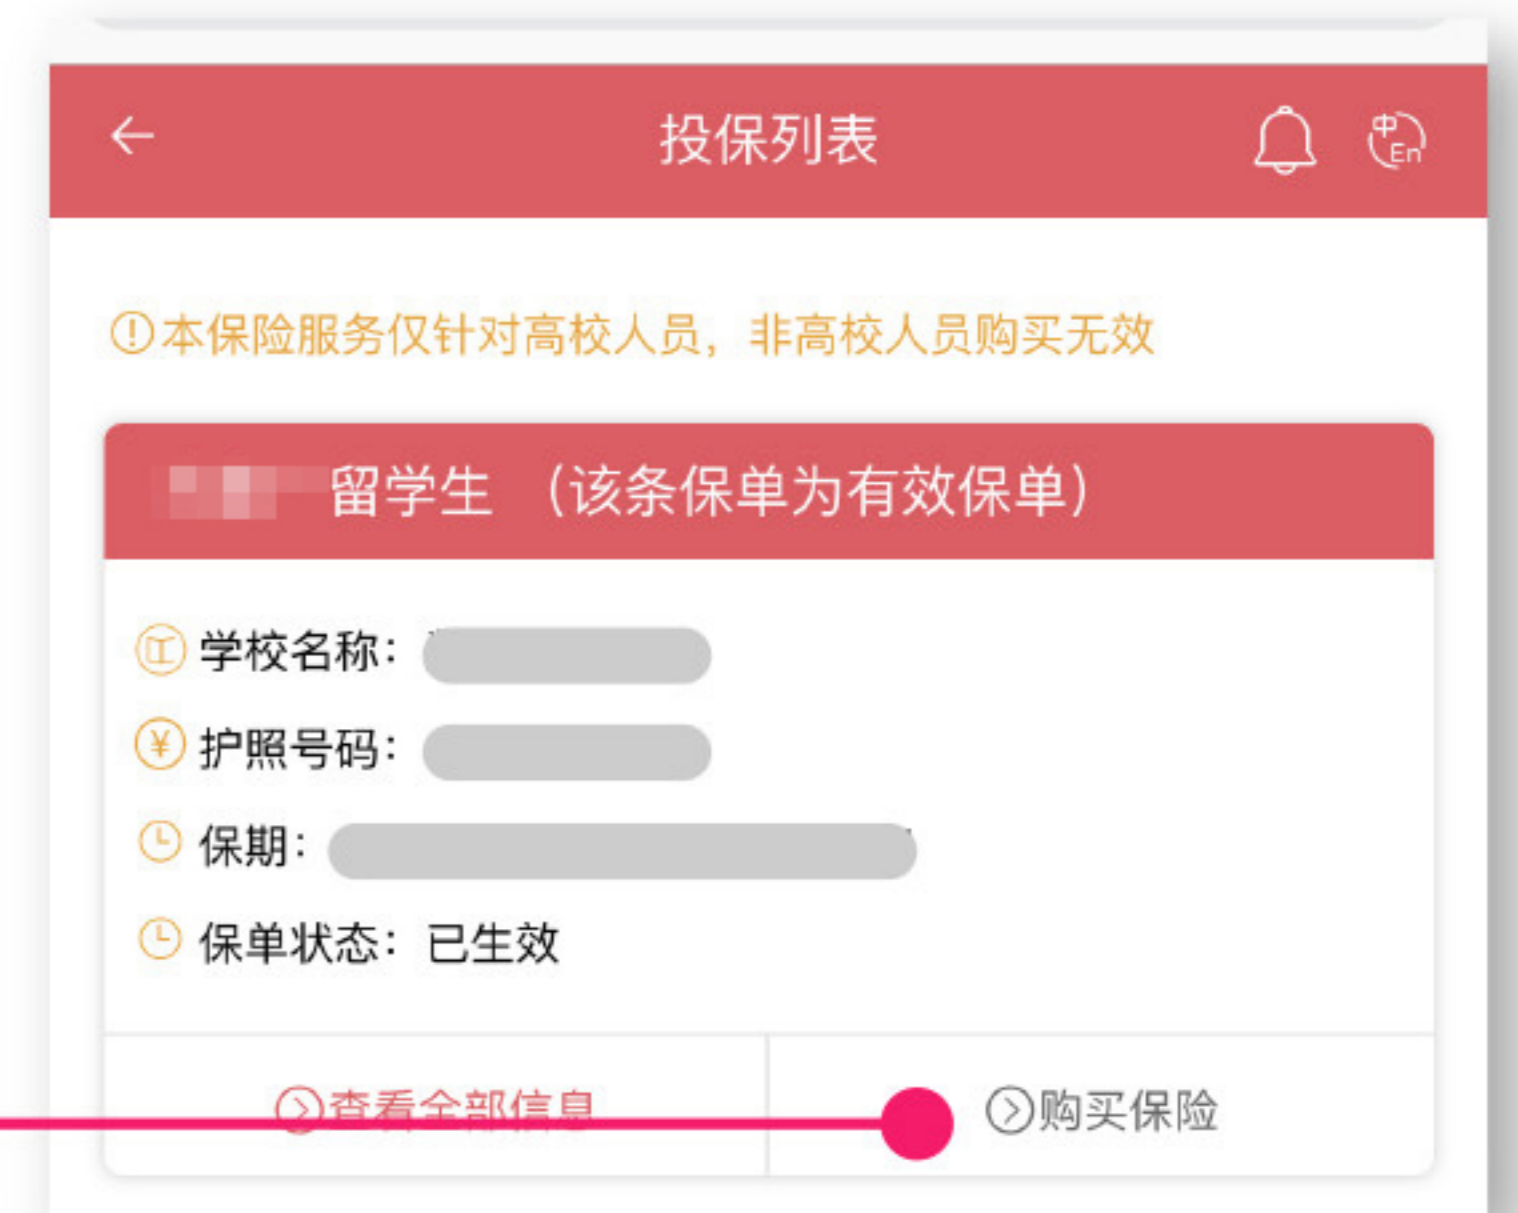 投保列表
中
En
本保险服务仅针对高校人员，非高校人员购买无效
留学生 （该条保单为有效保单）
学校名称：
护照号码：
保期：
保单状态：已生效
查看全部信息
购买保险